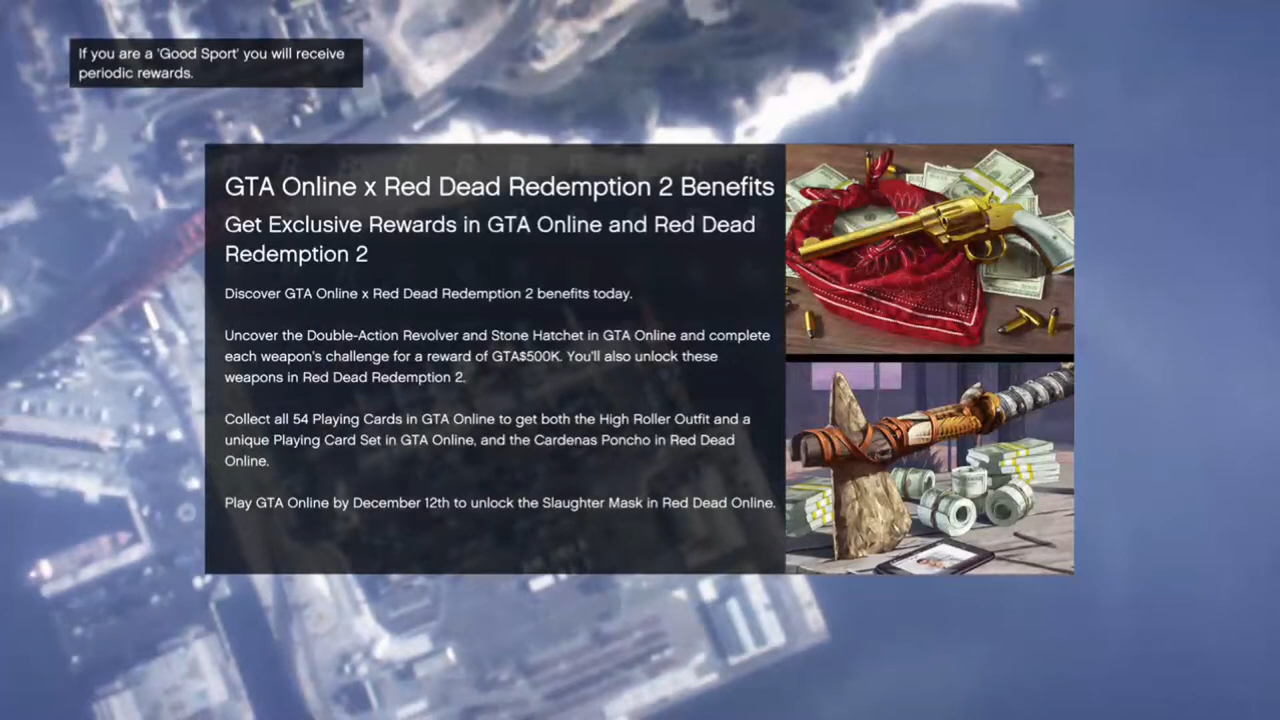 If you are a 'Good Sport' you will receive
periodic rewards.
GTA Online x Red Dead Redemption 2 Benefits
Get Exclusive Rewards in GTA Online and Red Dead
Redemption 2
Discover GTA Online x Red Dead Redemption 2 benefits today.
Uncover the Double-Action Revolver and Stone Hatchet in GTA Online and complete
each weapon's challenge for a reward of GTA$500K. You'll also unlock these
weapons in Red Dead Redemption 2.
Collect all 54 Playing Cards in GTA Online to get both the High Roller Outfit and a
unique Playing Card Set in GTA Online, and the Cardenas Poncho in Red Dead
Online.
Play GTA Online by December 12th to unlock the Slaughter Mask in Red Dead Online.